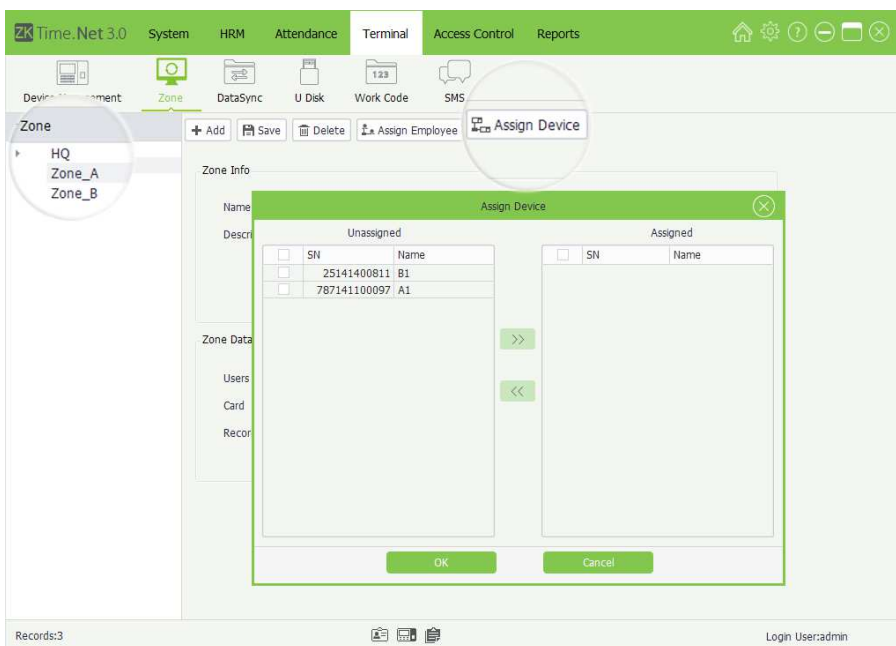 ZK Time.Net 3.0 System HRM Attendance Terminal Access Control Reports
123
Zone DataSync U Disk Work Code SMS
Zone
Add Save Delete Assign Employee Assign Device
HQ
Zone_A
Zone_B
Zone Info
Name
Descri
Assign Device
Unassigned Assigned
SN Name SN Name
25141400811 B1
787141100097 A1
>>
<<
Zone Data
Users
Card
Recor
OK Cancel
Records:3 Login User:admin